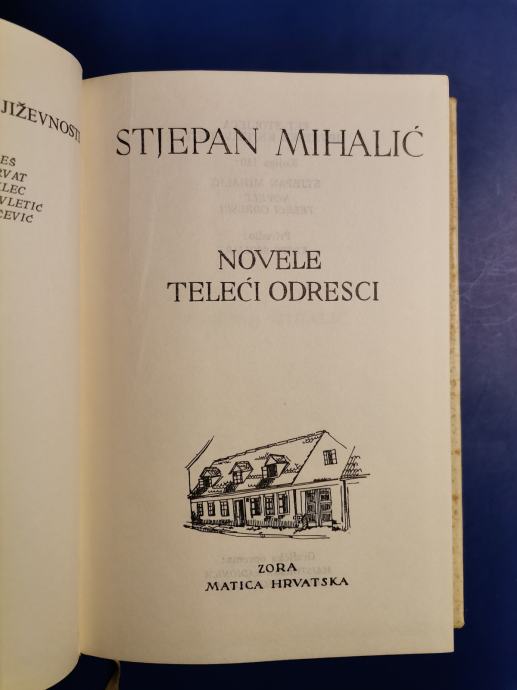 JIŽEVNOSTI
EŠ
RVAT
LEC
VLETIĆ
ČEVIĆ
STJEPAN MIHALIĆ
NOVELE
TELEĆI ODRESCI
ZORA
MATICA HRVATSKA